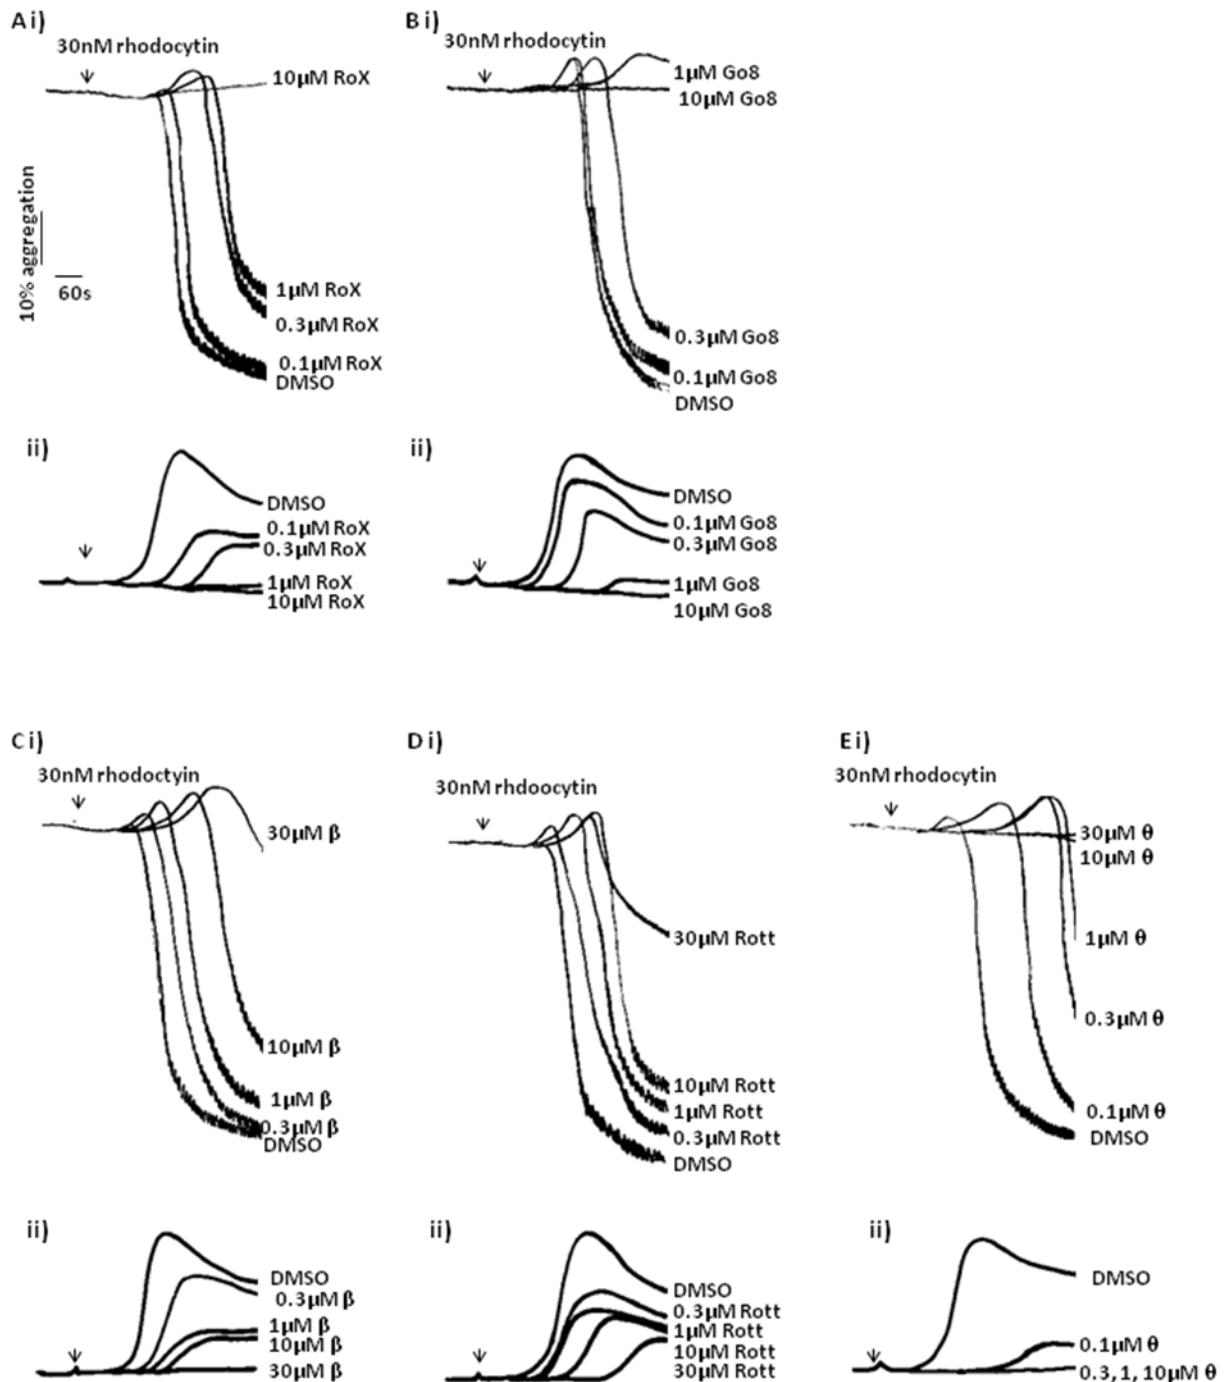 A i)
30nM rhodocytin
10µM RoX
10% aggregation
60s
1µM RoX
0.3µM RoX
0.1µM RoX
DMSO
B i)
30nM rhodocytin
1µM Go8
10µM Go8
0.3µM Go8
0.1µM Go8
DMSO
ii)
DMSO
0.1µM RoX
0.3µM RoX
1µM RoX
10µM RoX
ii)
DMSO
0.1µM Go8
0.3µM Go8
1µM Go8
10µM Go8
C i)
30nM rhodoctyin
30µM β
10µM β
1µM β
0.3µM β
DMSO
D i)
30nM rhdoocytin
30µM Rott
10µM Rott
1µM Rott
0.3µM Rott
DMSO
E i)
30nM rhodocytin
30µM θ
10µM θ
1µM θ
0.3µM θ
0.1µM θ
DMSO
ii)
DMSO
0.3µM β
1µM β
10µM β
30µM β
ii)
DMSO
0.3µM Rott
1µM Rott
10µM Rott
30µM Rott
ii)
DMSO
0.1µM θ
0.3, 1, 10µM θ